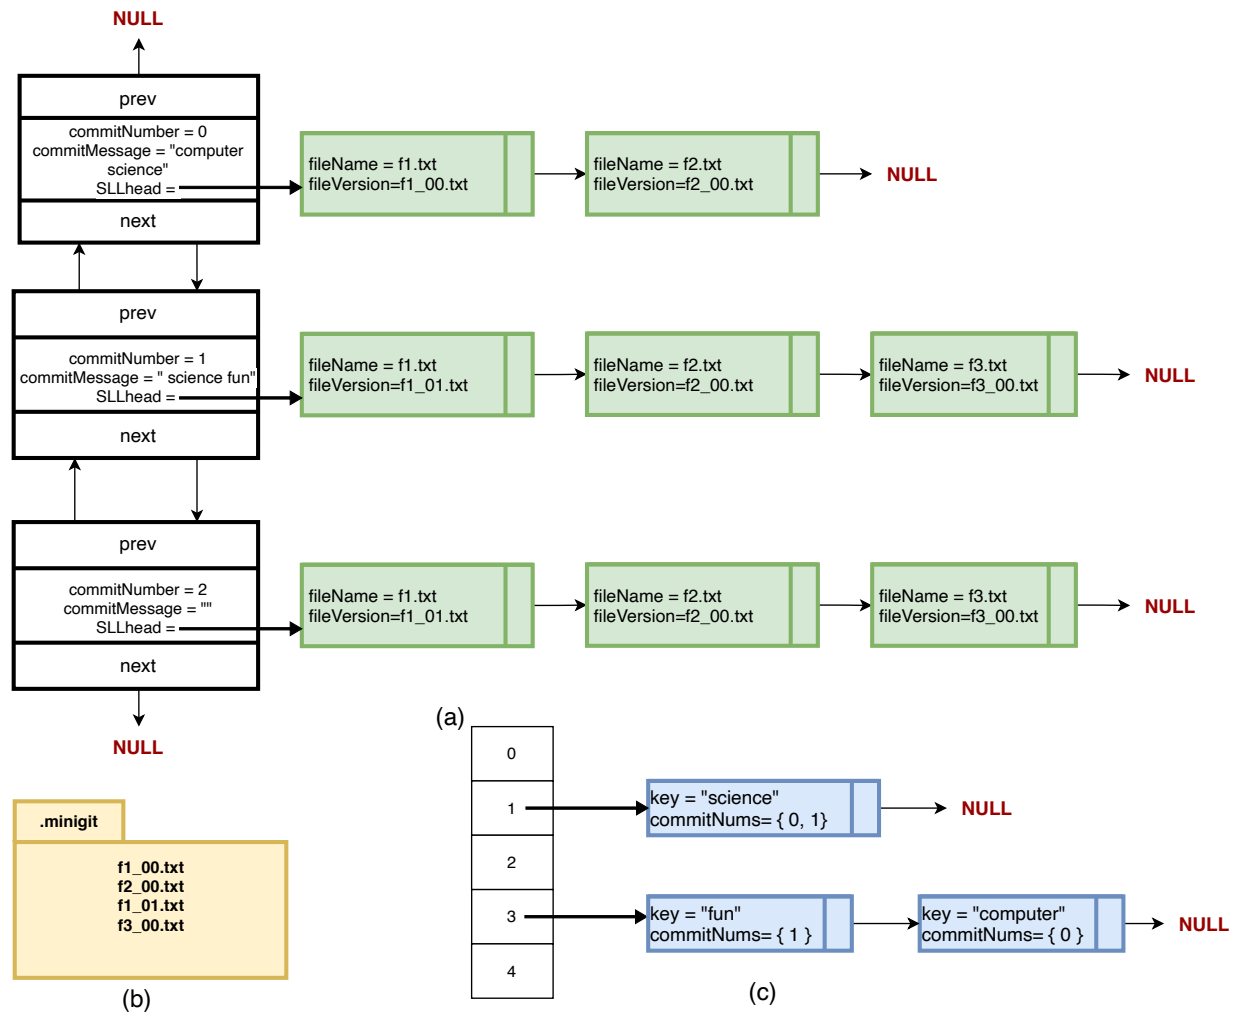 NULL
prev
commitNumber = 0
commitMessage = "computer
science"
SLLhead =
next
fileName = f1.txt
fileVersion=f1_00.txt
fileName = f2.txt
fileVersion=f2_00.txt
NULL
prev
commitNumber = 1
commitMessage = " science fun"
SLLhead =
next
fileName = f1.txt
fileVersion=f1_01.txt
fileName = f2.txt
fileVersion=f2_00.txt
fileName = f3.txt
fileVersion=f3_00.txt
NULL
prev
commitNumber = 2
commitMessage = ""
SLLhead =
next
fileName = f1.txt
fileVersion=f1_01.txt
fileName = f2.txt
fileVersion=f2_00.txt
fileName = f3.txt
fileVersion=f3_00.txt
NULL
NULL
(a)
.minigit
f1_00.txt
f2_00.txt
f1_01.txt
f3_00.txt
(b)
0
1
2
3
4
key = "science"
commitNums= { 0, 1}
NULL
key = "fun"
commitNums= { 1 }
key = "computer"
commitNums= { 0 }
NULL
(c)